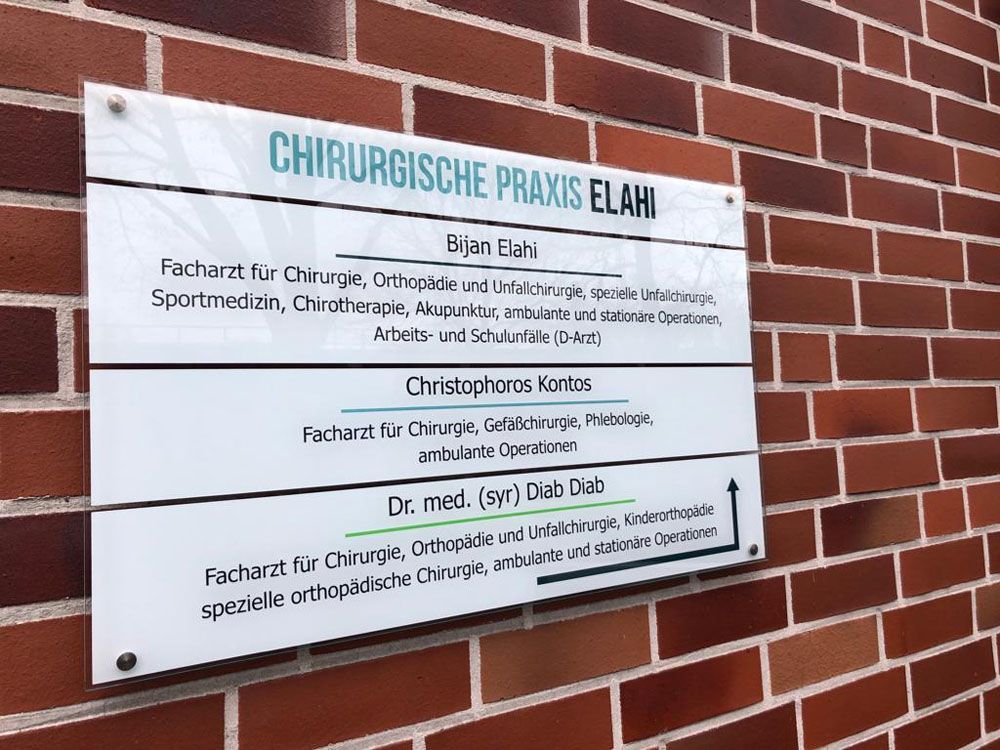 CHIRURGISCHE PRAXIS ELAHI
Bijan Elahi
Facharzt für Chirurgie, Orthopädie und Unfallchirurgie, spezielle Unfallchirurgie,
Sportmedizin, Chirotherapie, Akupunktur, ambulante und stationäre Operationen,
Arbeits- und Schulunfälle (D-Arzt)
Christophoros Kontos
Facharzt für Chirurgie, Gefäßchirurgie, Phlebologie,
ambulante Operationen
Dr. med. (syr) Diab Diab
Facharzt für Chirurgie, Orthopädie und Unfallchirurgie, Kinderorthopädie
spezielle orthopädische Chirurgie, ambulante und stationäre Operationen